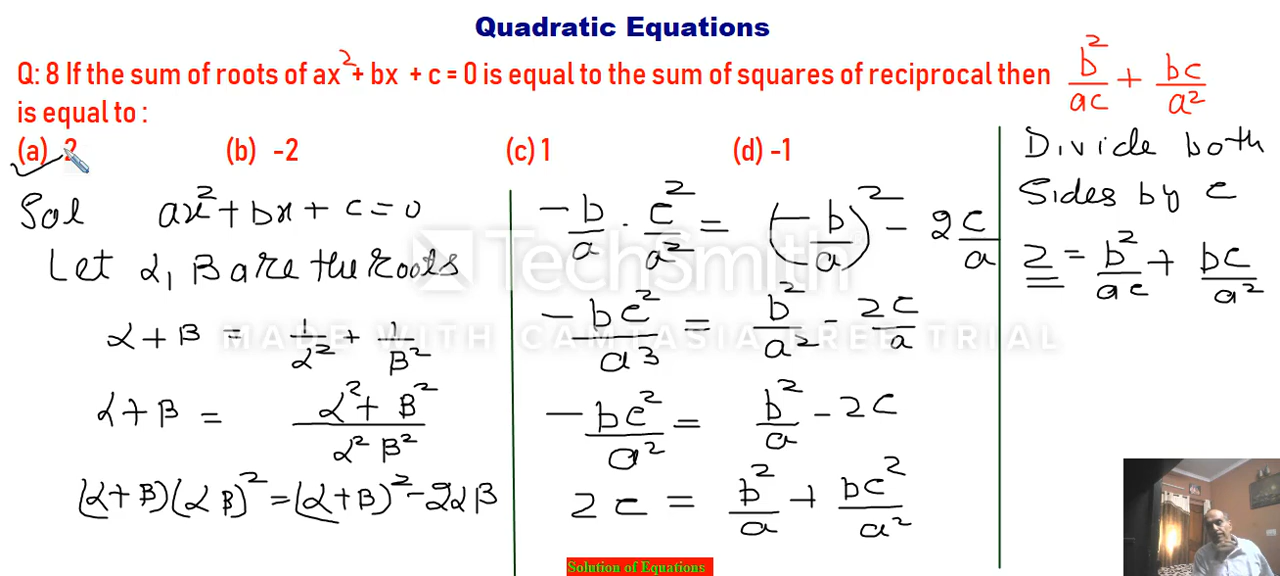 Quadratic Equations
Q: 8 If the sum of roots of ax² + bx + c = 0 is equal to the sum of squares of reciprocal then b²/ac + bc/a²
is equal to :
(a) 2 (b) -2 (c) 1 (d) -1
Sol ax² + bx + c = 0
Let α, β are the roots
α + β = 1/α² + 1/β²
α + β = (α² + β²)/(α² β²)
(α + β)(α β)² = (α + β)² - 2αβ
-b/a · c²/a² = (-b/a)² - 2c/a
-bc²/a³ = b²/a² - 2c/a
-bc²/a² = b²/a - 2c
2c = b²/a + bc²/a²
Divide both
sides by c
2 = b²/ac + bc/a²
TechSmith
MADE WITH CAMTASIA FREE TRIAL
Solution of Equations